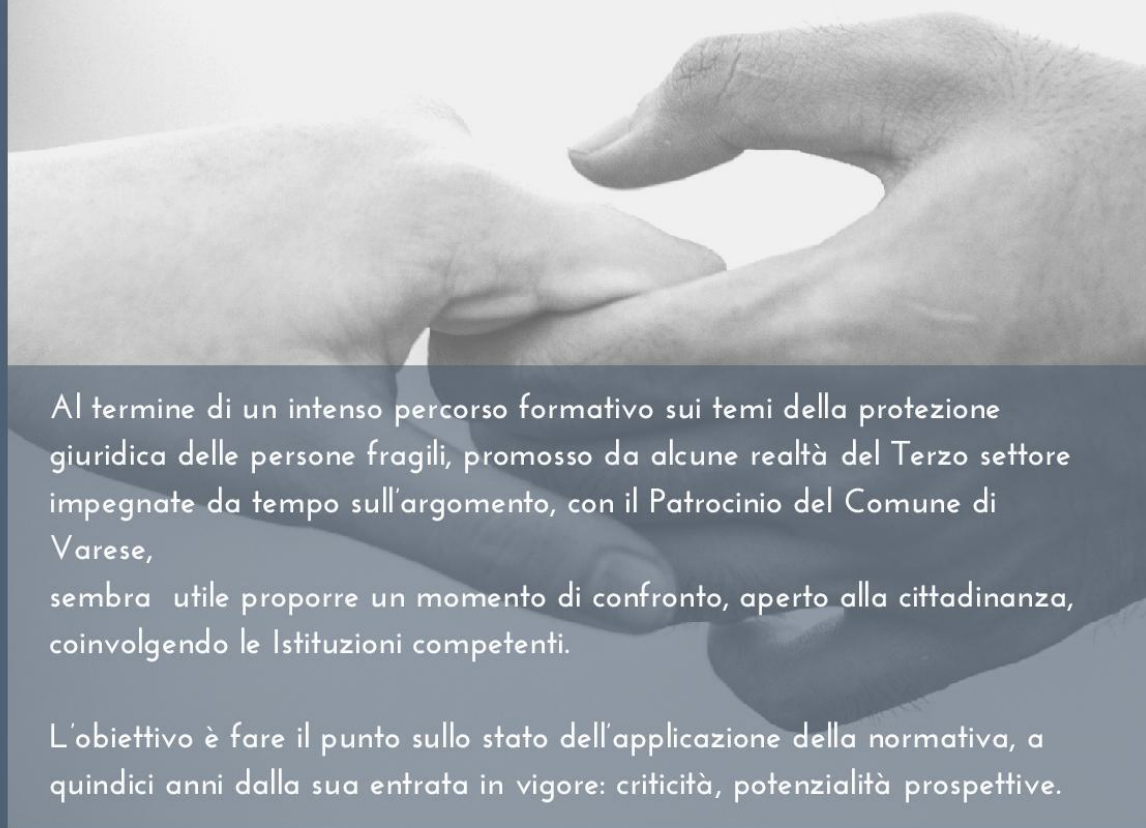 Al termine di un intenso percorso formativo sui temi della protezione
giuridica delle persone fragili, promosso da alcune realtà del Terzo settore
impegnate da tempo sull'argomento, con il Patrocinio del Comune di
Varese,
sembra utile proporre un momento di confronto, aperto alla cittadinanza,
coinvolgendo le Istituzioni competenti.
L'obiettivo è fare il punto sullo stato dell'applicazione della normativa, a
quindici anni dalla sua entrata in vigore: criticità, potenzialità prospettive.